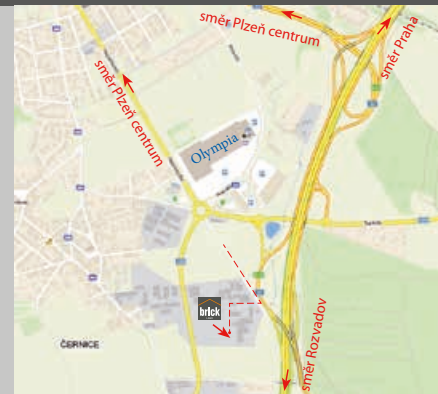 směr Plzeň centrum
směr Praha
směr Plzeň centrum
Olympia
brick
ČERNICE
směr Rozvadov